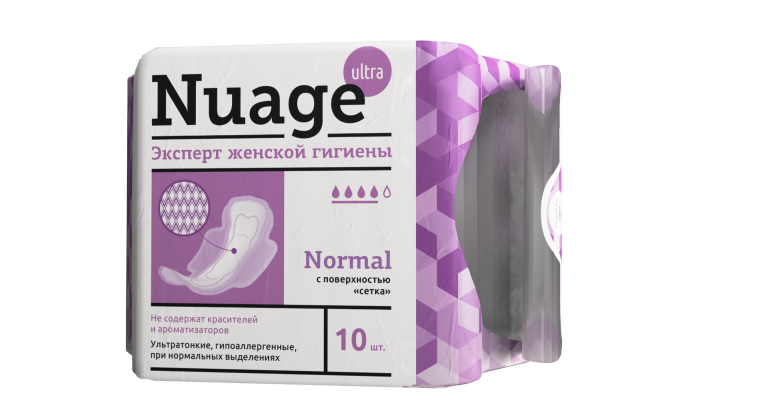 ultra
Nuage
Эксперт женской гигиены
Normal
с поверхностью
«сетка»
Не содержат красителей
и ароматизаторов
Ультратонкие, гипоаллергенные,
при нормальных выделениях
10 шт.